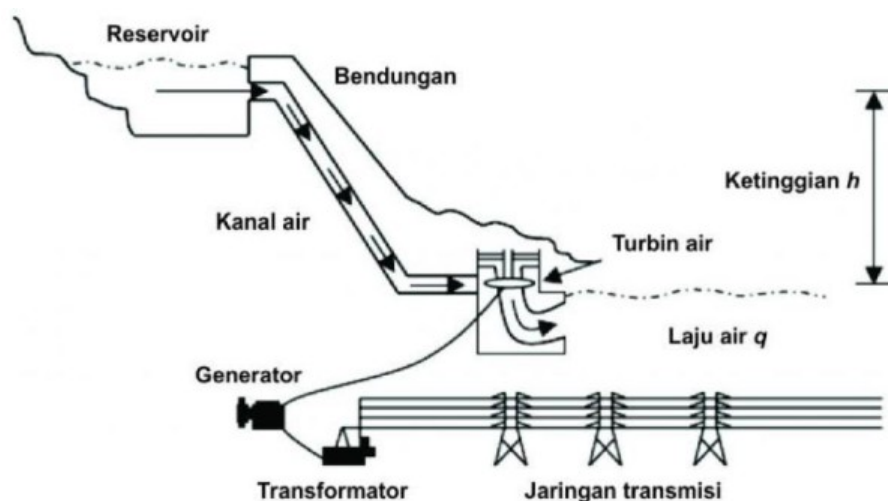 Reservoir
Bendungan
Ketinggian h
Kanal air
Turbin air
Laju air q
Generator
Transformator
Jaringan transmisi